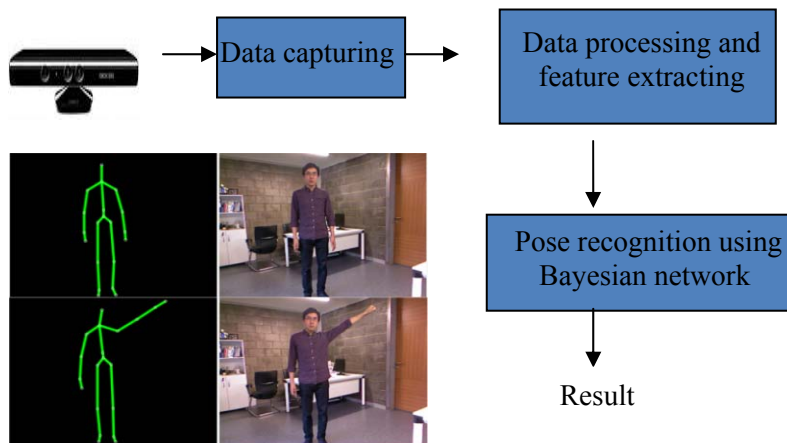 Data capturing
Data processing and
feature extracting
Pose recognition using
Bayesian network
Result